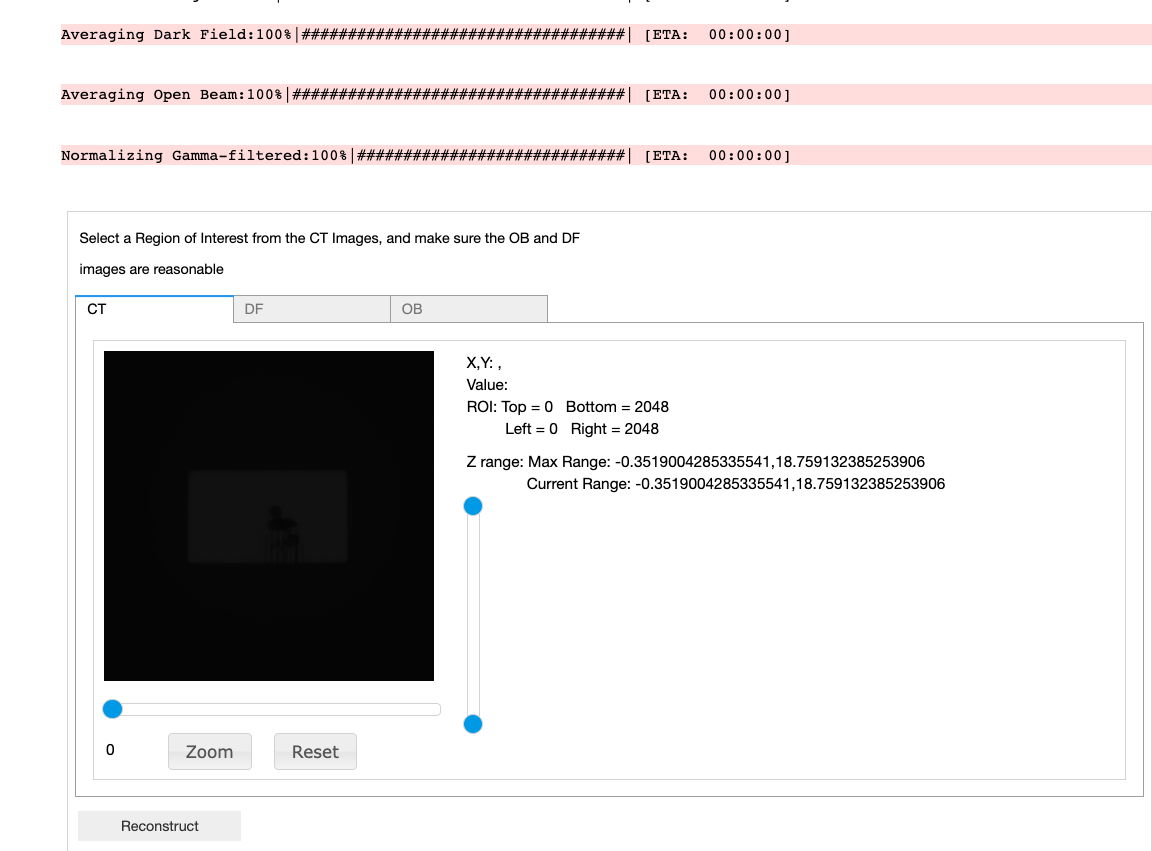 Averaging Dark Field:100%|###################################| [ETA:  00:00:00]
Averaging Open Beam:100%|####################################| [ETA:  00:00:00]
Normalizing Gamma-filtered:100%|#############################| [ETA:  00:00:00]
Select a Region of Interest from the CT Images, and make sure the OB and DF
images are reasonable
CT DF OB
X,Y: ,
Value:
ROI: Top = 0 Bottom = 2048
Left = 0 Right = 2048
Z range: Max Range: -0.3519004285335541,18.759132385253906
Current Range: -0.3519004285335541,18.759132385253906
0 Zoom Reset
Reconstruct